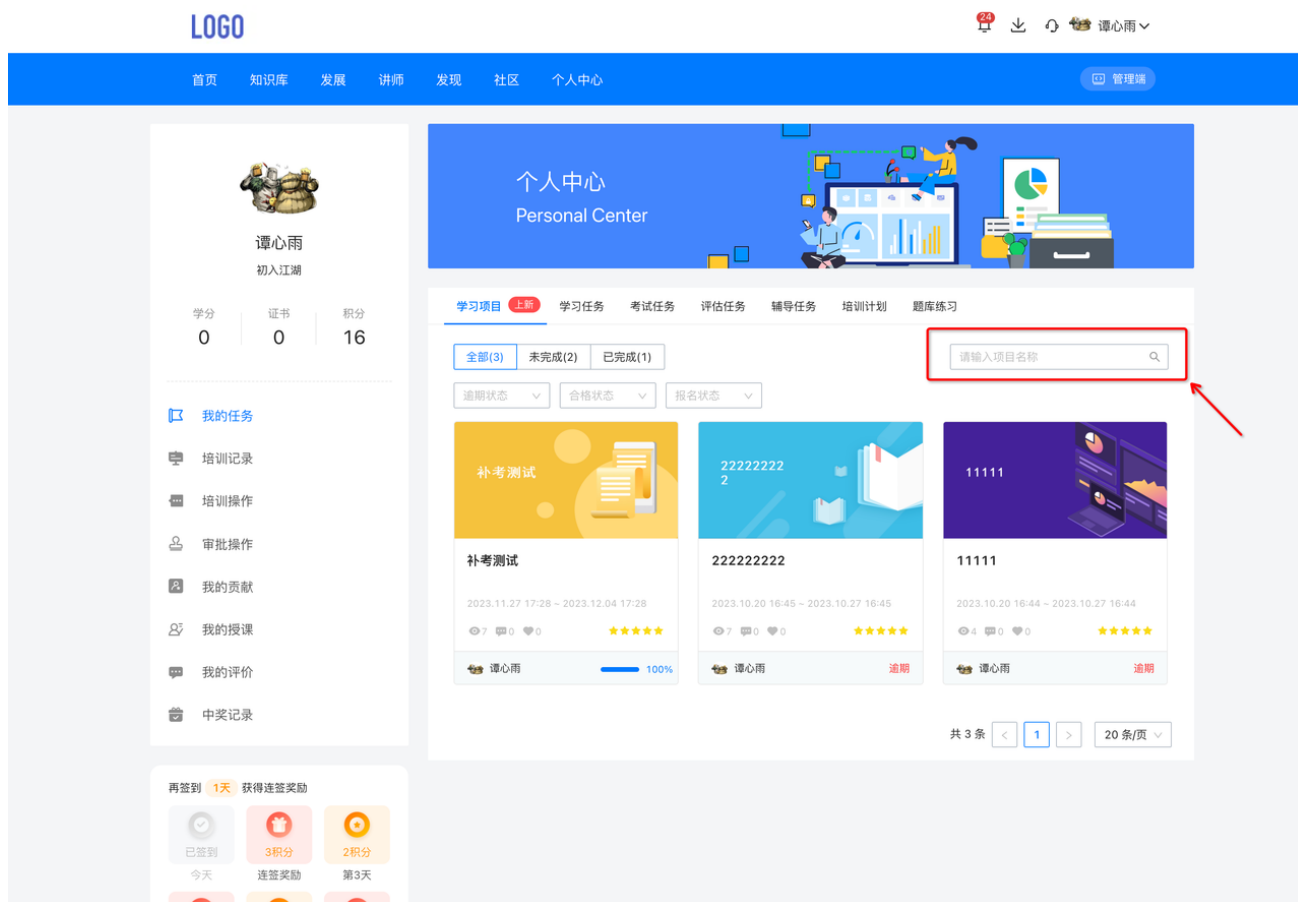 LOGO
24
谭心雨
首页 知识库 发展 讲师 发现 社区 个人中心
管理端
谭心雨
初入江湖
学分 证书 积分
0 0 16
我的任务
培训记录
培训操作
审批操作
我的贡献
我的授课
我的评价
中奖记录
再签到 1天 获得连签奖励
已签到 3积分 2积分
今天 连签奖励 第3天
个人中心
Personal Center
学习项目 上新 学习任务 考试任务 评估任务 辅导任务 培训计划 题库练习
全部(3) 未完成(2) 已完成(1)
请输入项目名称
逾期状态 合格状态 报名状态
补考测试
补考测试
2023.11.27 17:28 ~ 2023.12.04 17:28
7 0 0
谭心雨 100%
22222222
2
222222222
2023.10.20 16:45 ~ 2023.10.27 16:45
7 0 0
谭心雨 逾期
11111
11111
2023.10.20 16:44 ~ 2023.10.27 16:44
4 0 0
谭心雨 逾期
共 3 条 < 1 > 20 条/页